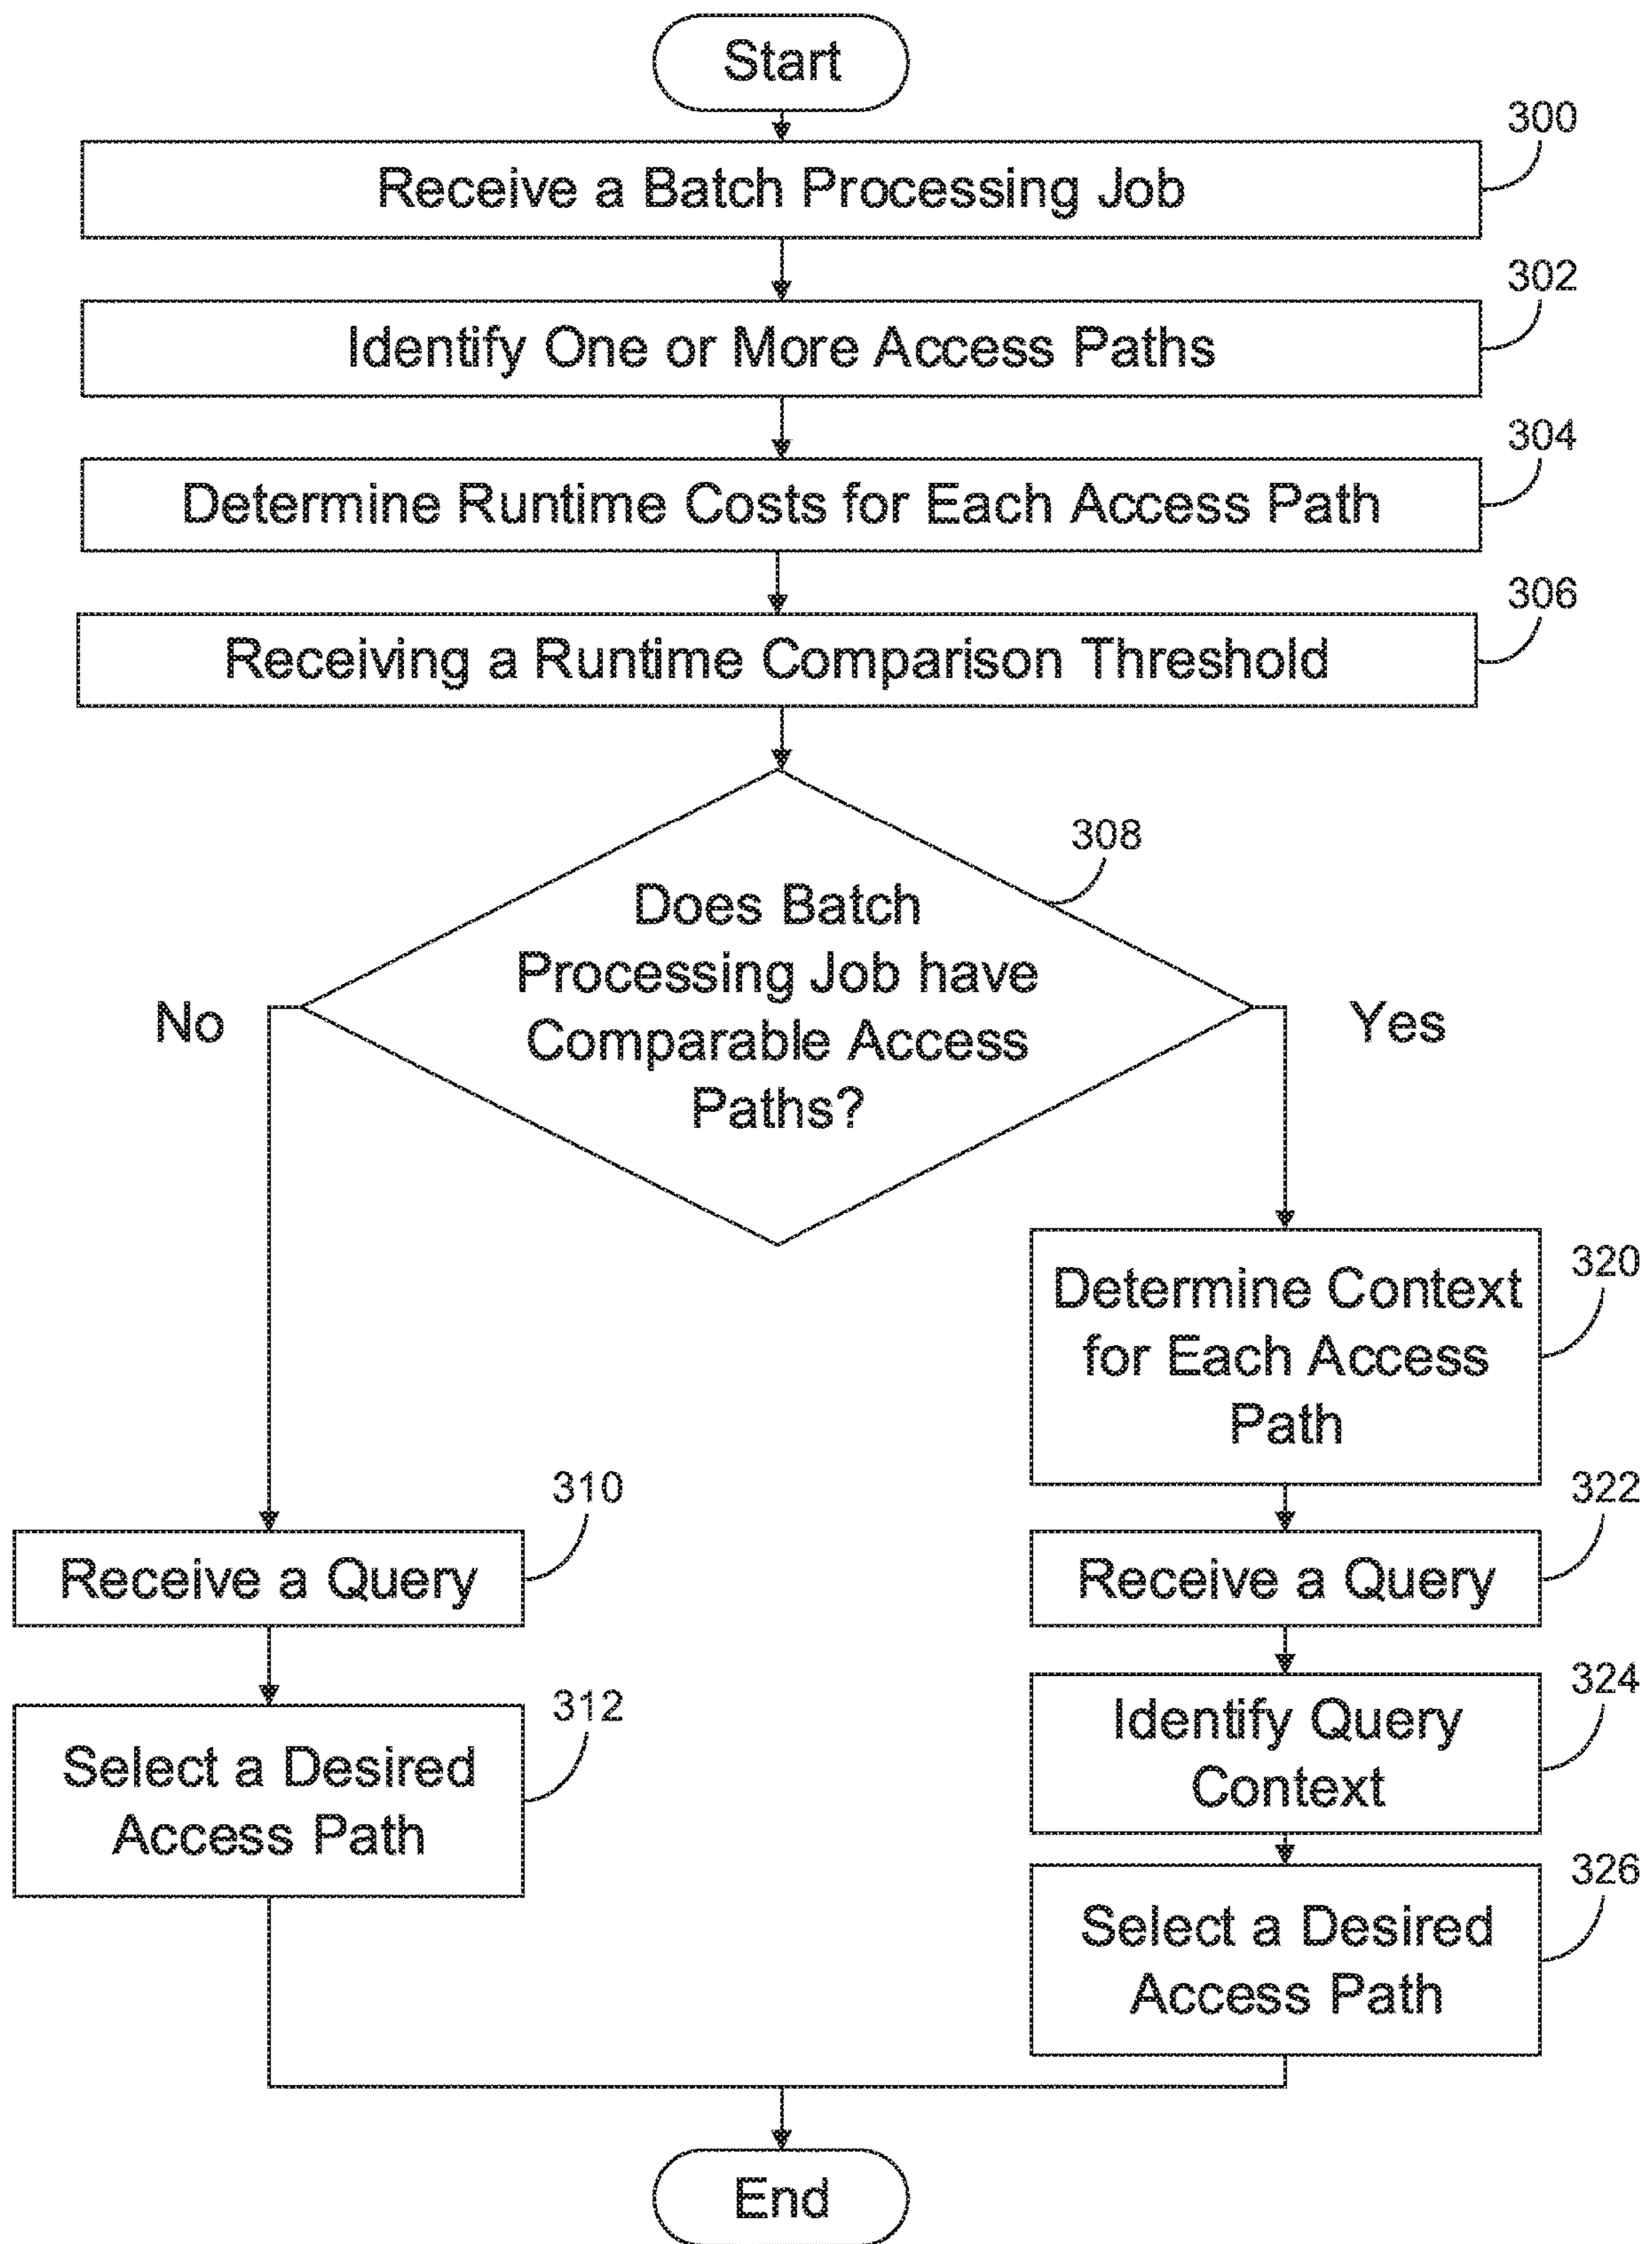 Start
300
Receive a Batch Processing Job
302
Identify One or More Access Paths
304
Determine Runtime Costs for Each Access Path
306
Receiving a Runtime Comparison Threshold
308
Does Batch
Processing Job have
Comparable Access
Paths?
No
Yes
310
Receive a Query
312
Select a Desired
Access Path
320
Determine Context
for Each Access
Path
322
Receive a Query
324
Identify Query
Context
326
Select a Desired
Access Path
End